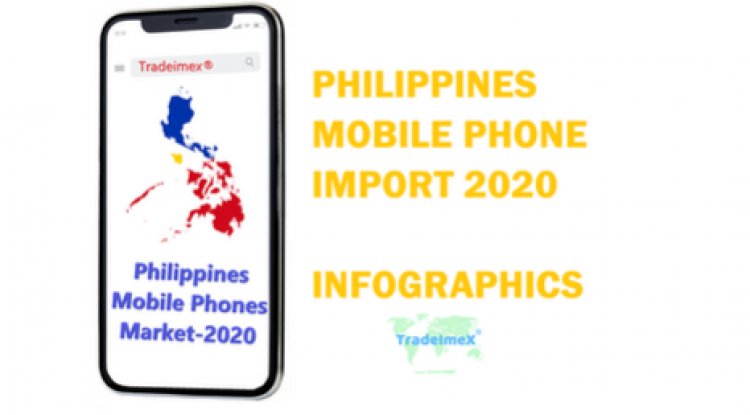 Tradeimex®
Philippines
Mobile Phones
Market-2020
PHILIPPINES
MOBILE PHONE
IMPORT 2020
INFOGRAPHICS
TradeImeX®